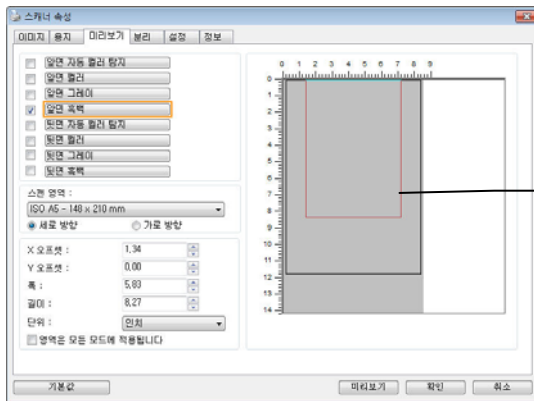 스캐너 속성
이미지 용지 미리보기 분리 설정 정보
앞면 자동 컬러 탐지
앞면 컬러
앞면 그레이
앞면 흑백
뒷면 자동 컬러 탐지
뒷면 컬러
뒷면 그레이
뒷면 흑백
스캔 영역 :
ISO A5 - 148 x 210 mm
세로 방향 가로 방향
X 오프셋 : 1,34
Y 오프셋 : 0,00
폭 : 5,83
길이 : 8,27
단위 : 인치
영역은 모든 모드에 적용됩니다
0 1 2 3 4 5 6 7 8 9
0
1
2
3
4
5
6
7
8
9
10
11
12
13
14
기본값 미리보기 확인 취소